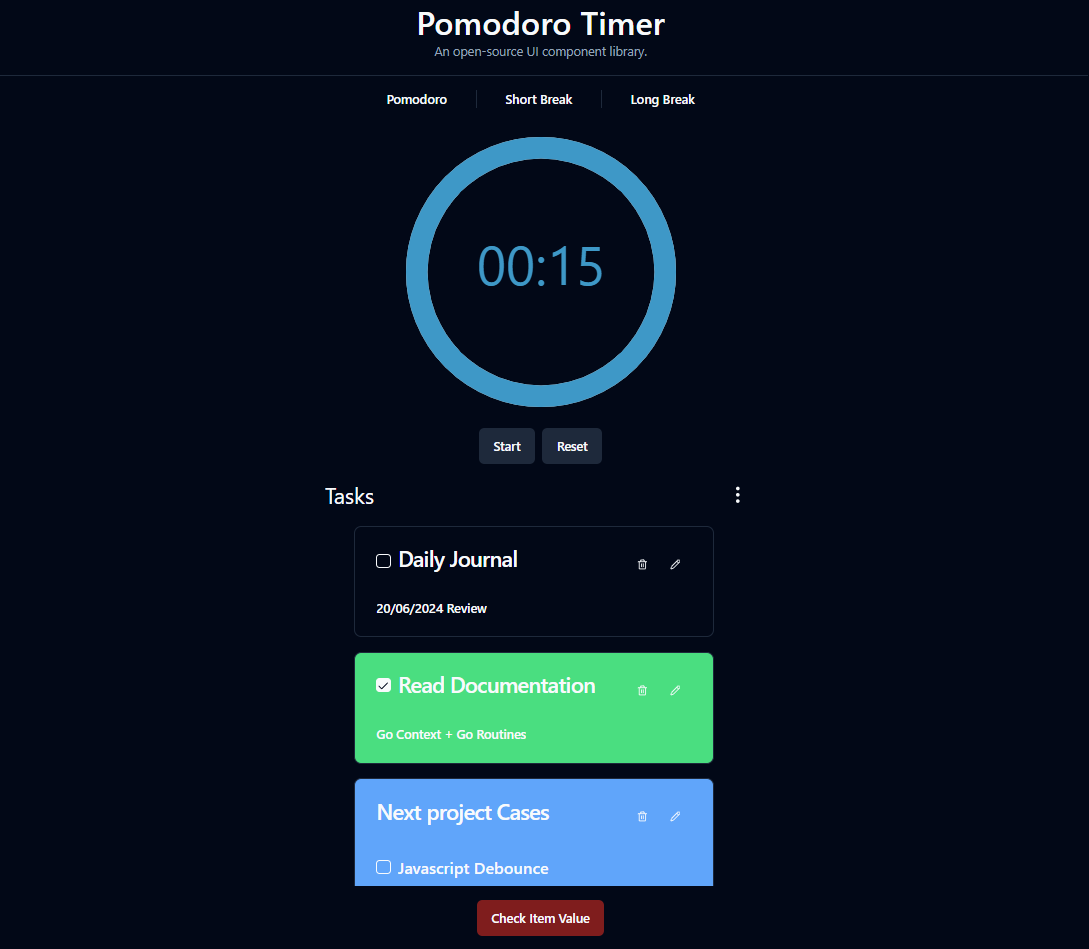 Pomodoro Timer
An open-source UI component library.
Pomodoro Short Break Long Break
00:15
Start Reset
Tasks
Daily Journal
20/06/2024 Review
Read Documentation
Go Context + Go Routines
Next project Cases
Javascript Debounce
Check Item Value